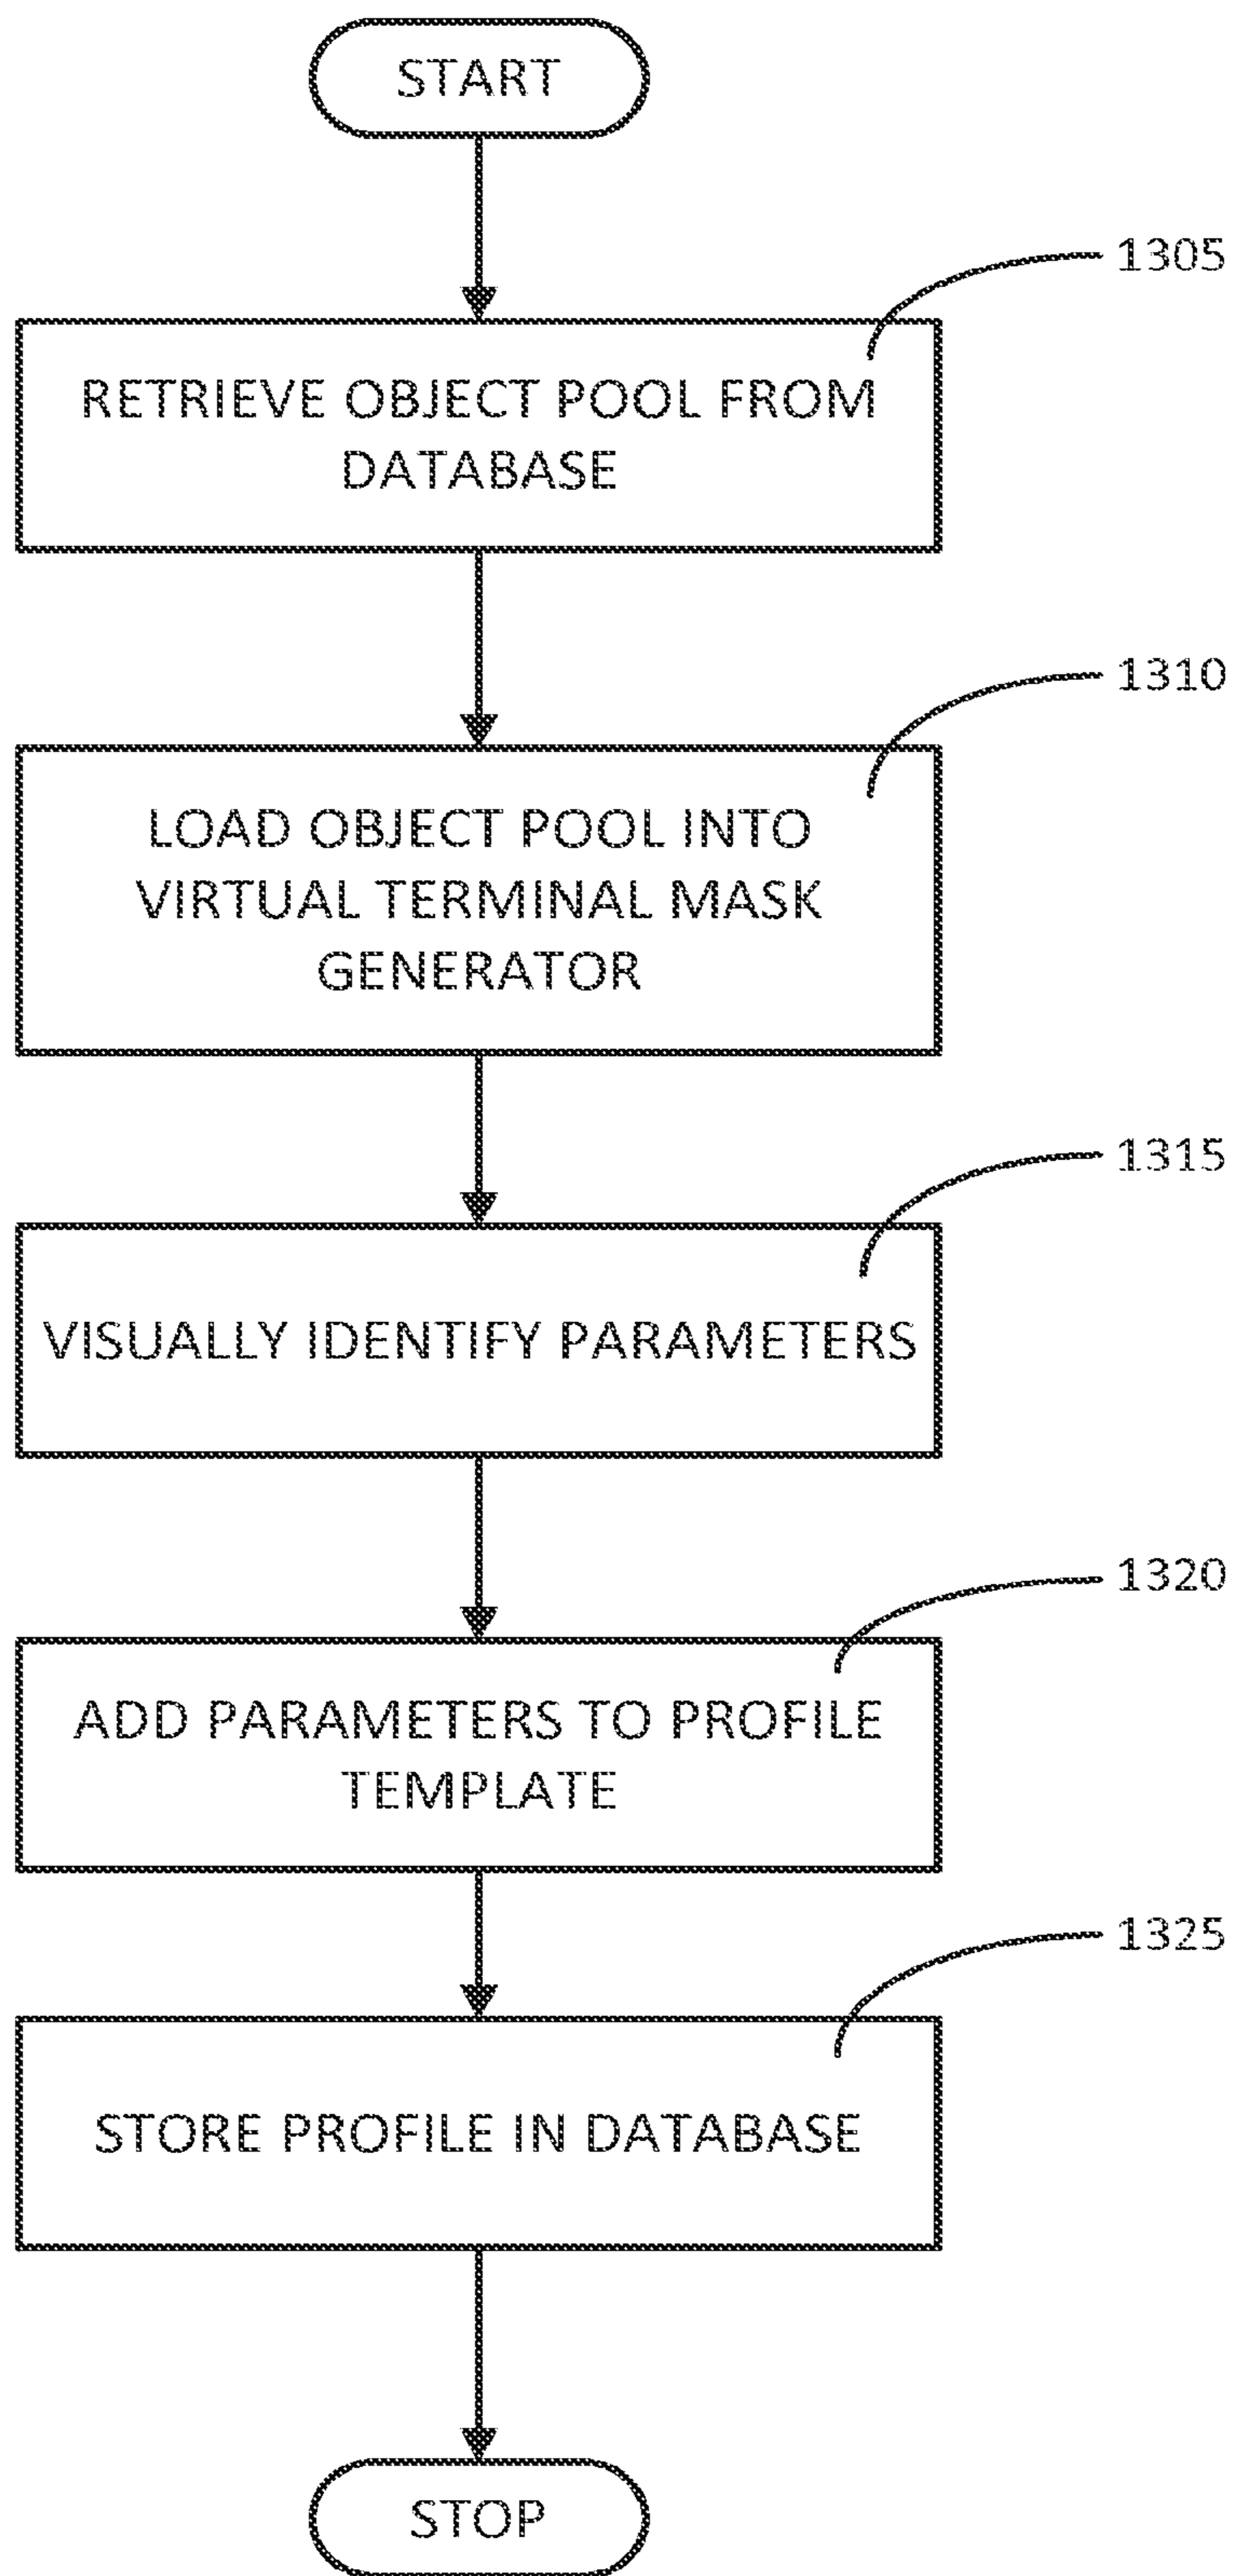 START
1305
RETRIEVE OBJECT POOL FROM
DATABASE
1310
LOAD OBJECT POOL INTO
VIRTUAL TERMINAL MASK
GENERATOR
1315
VISUALLY IDENTIFY PARAMETERS
1320
ADD PARAMETERS TO PROFILE
TEMPLATE
1325
STORE PROFILE IN DATABASE
STOP